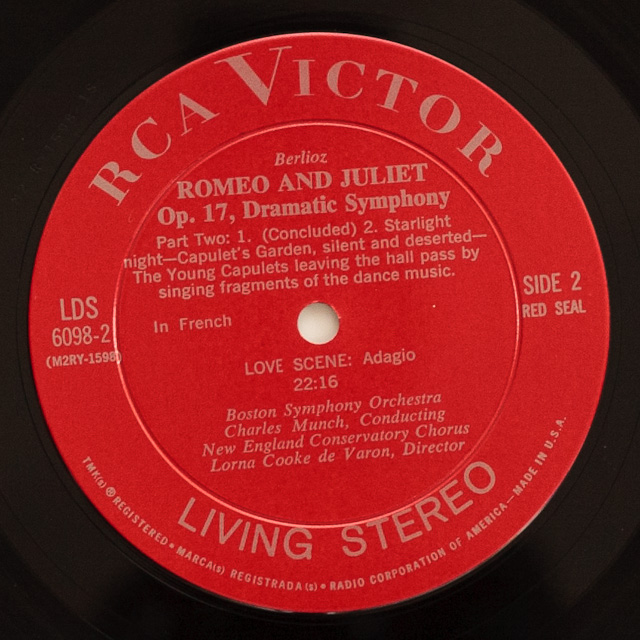 RCA VICTOR
Berlioz
ROMEO AND JULIET
Op. 17, Dramatic Symphony
Part Two: 1. (Concluded) 2. Starlight
night—Capulet's Garden, silent and deserted—
The Young Capulets leaving the hall pass by
singing fragments of the dance music.
LDS
6098-2
(M2RY-1598)
In French
SIDE 2
RED SEAL
LOVE SCENE: Adagio
22:16
Boston Symphony Orchestra
Charles Munch, Conducting
New England Conservatory Chorus
Lorna Cooke de Varon, Director
LIVING STEREO
TMK(s) ® REGISTERED • MARCA(s) REGISTRADA(s) • RADIO CORPORATION OF AMERICA—MADE IN U.S.A.